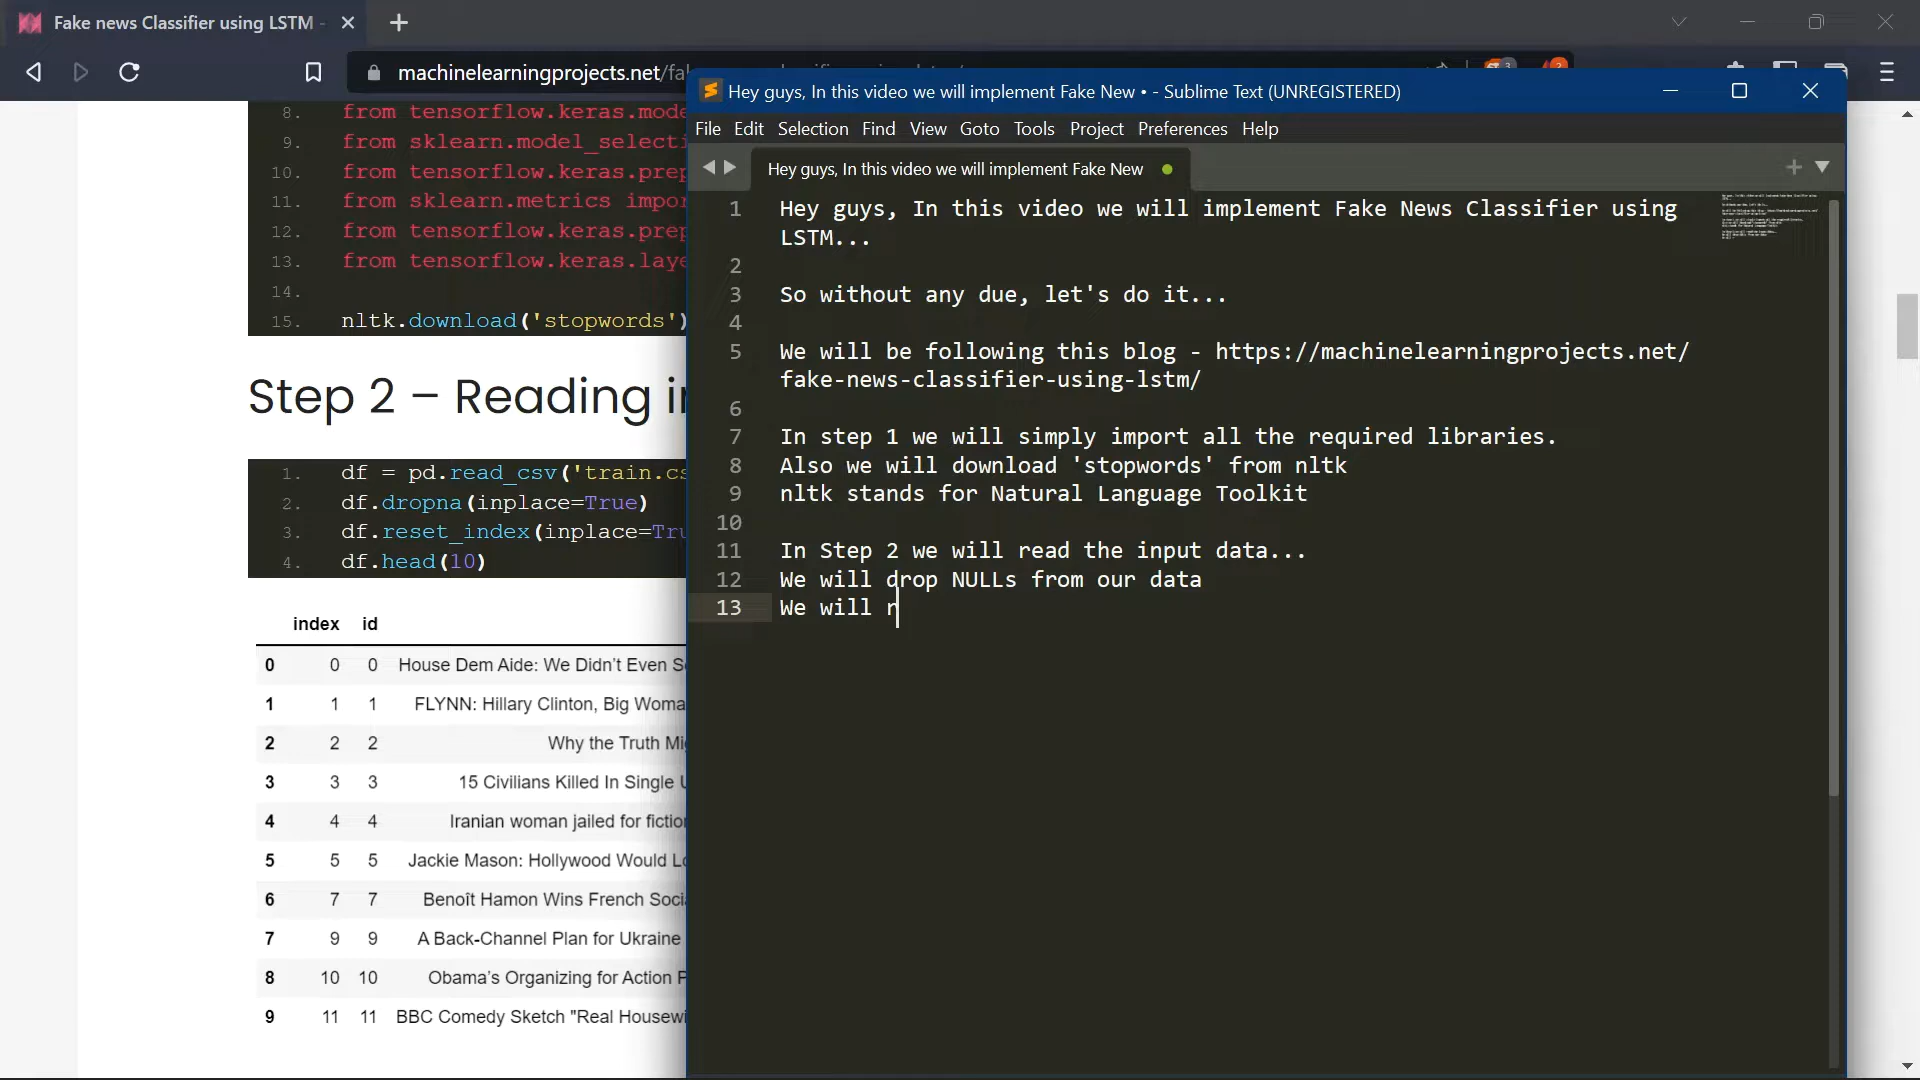 Fake news Classifier using LSTM -
machinelearningprojects.net/fa
3
2
8. from tensorflow.keras.mode
9. from sklearn.model_selecti
10. from tensorflow.keras.prep
11. from sklearn.metrics impor
12. from tensorflow.keras.prep
13. from tensorflow.keras.laye
14.
15. nltk.download('stopwords')
Step 2 – Reading i
1. df = pd.read_csv('train.cs
2. df.dropna(inplace=True)
3. df.reset_index(inplace=Tru
4. df.head(10)
index id
0 0 0 House Dem Aide: We Didn't Even S
1 1 1 FLYNN: Hillary Clinton, Big Woma
2 2 2 Why the Truth Mi
3 3 3 15 Civilians Killed In Single U
4 4 4 Iranian woman jailed for fictio
5 5 5 Jackie Mason: Hollywood Would Lo
6 7 7 Benoît Hamon Wins French Soci
7 9 9 A Back-Channel Plan for Ukraine
8 10 10 Obama's Organizing for Action P
9 11 11 BBC Comedy Sketch "Real Housewi
Hey guys, In this video we will implement Fake New • - Sublime Text (UNREGISTERED)
File Edit Selection Find View Goto Tools Project Preferences Help
Hey guys, In this video we will implement Fake New
1 Hey guys, In this video we will implement Fake News Classifier using
LSTM...
2
3 So without any due, let's do it...
4
5 We will be following this blog - https://machinelearningprojects.net/
fake-news-classifier-using-lstm/
6
7 In step 1 we will simply import all the required libraries.
8 Also we will download 'stopwords' from nltk
9 nltk stands for Natural Language Toolkit
10
11 In Step 2 we will read the input data...
12 We will drop NULLs from our data
13 We will r